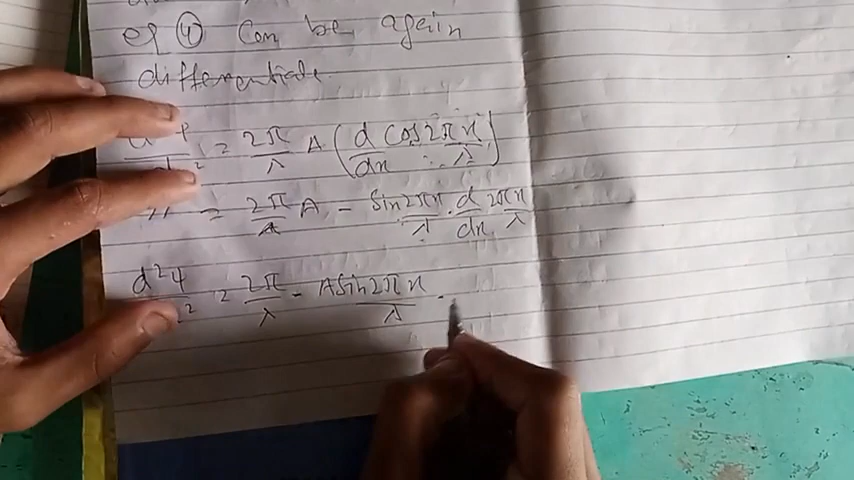 eq ④ Can be again
differentiate.
= 2π/λ A (d/dx Cos 2πx/λ)
= 2π/λ A - Sin 2πx/λ . d/dx 2πx/λ
d²ψ = 2π/λ - A Sin 2πx/λ .